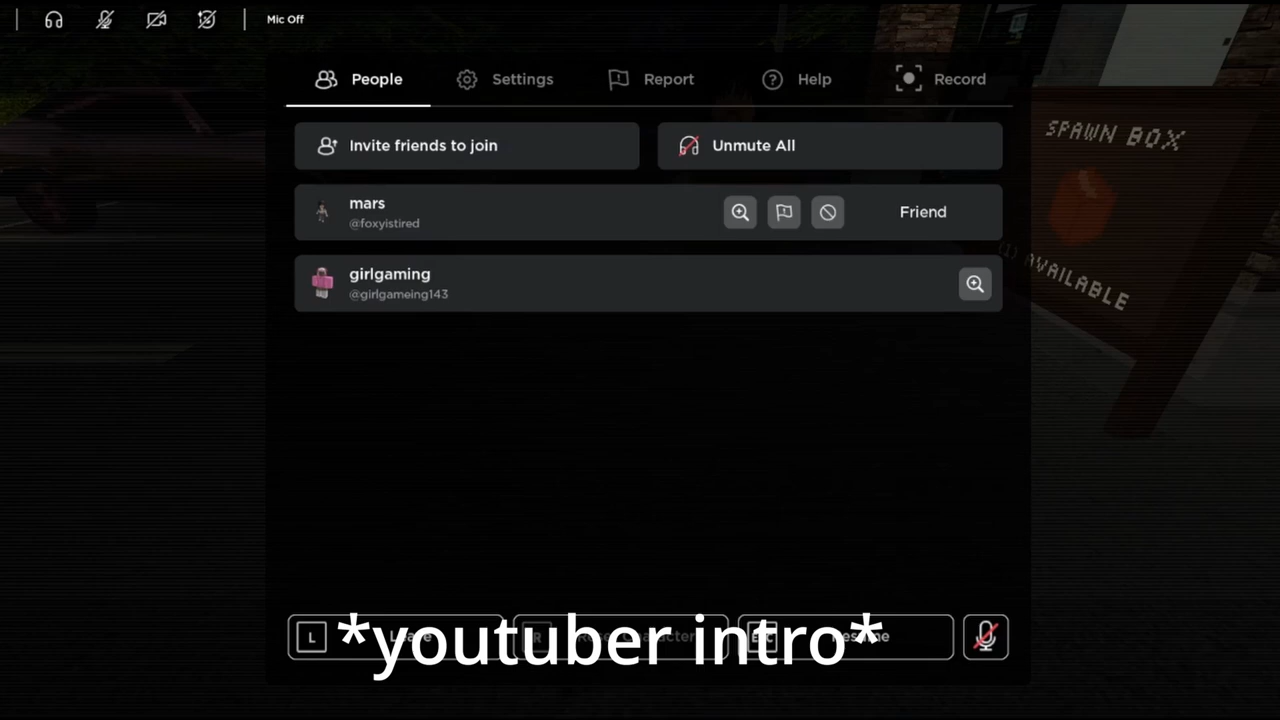 Mic Off
People
Settings
Report
Help
Record
Invite friends to join
Unmute All
mars
@foxyistired
Friend
girlgaming
@girlgameing143
SPAWN BOX
(1) AVAILABLE
L
*youtuber intro*